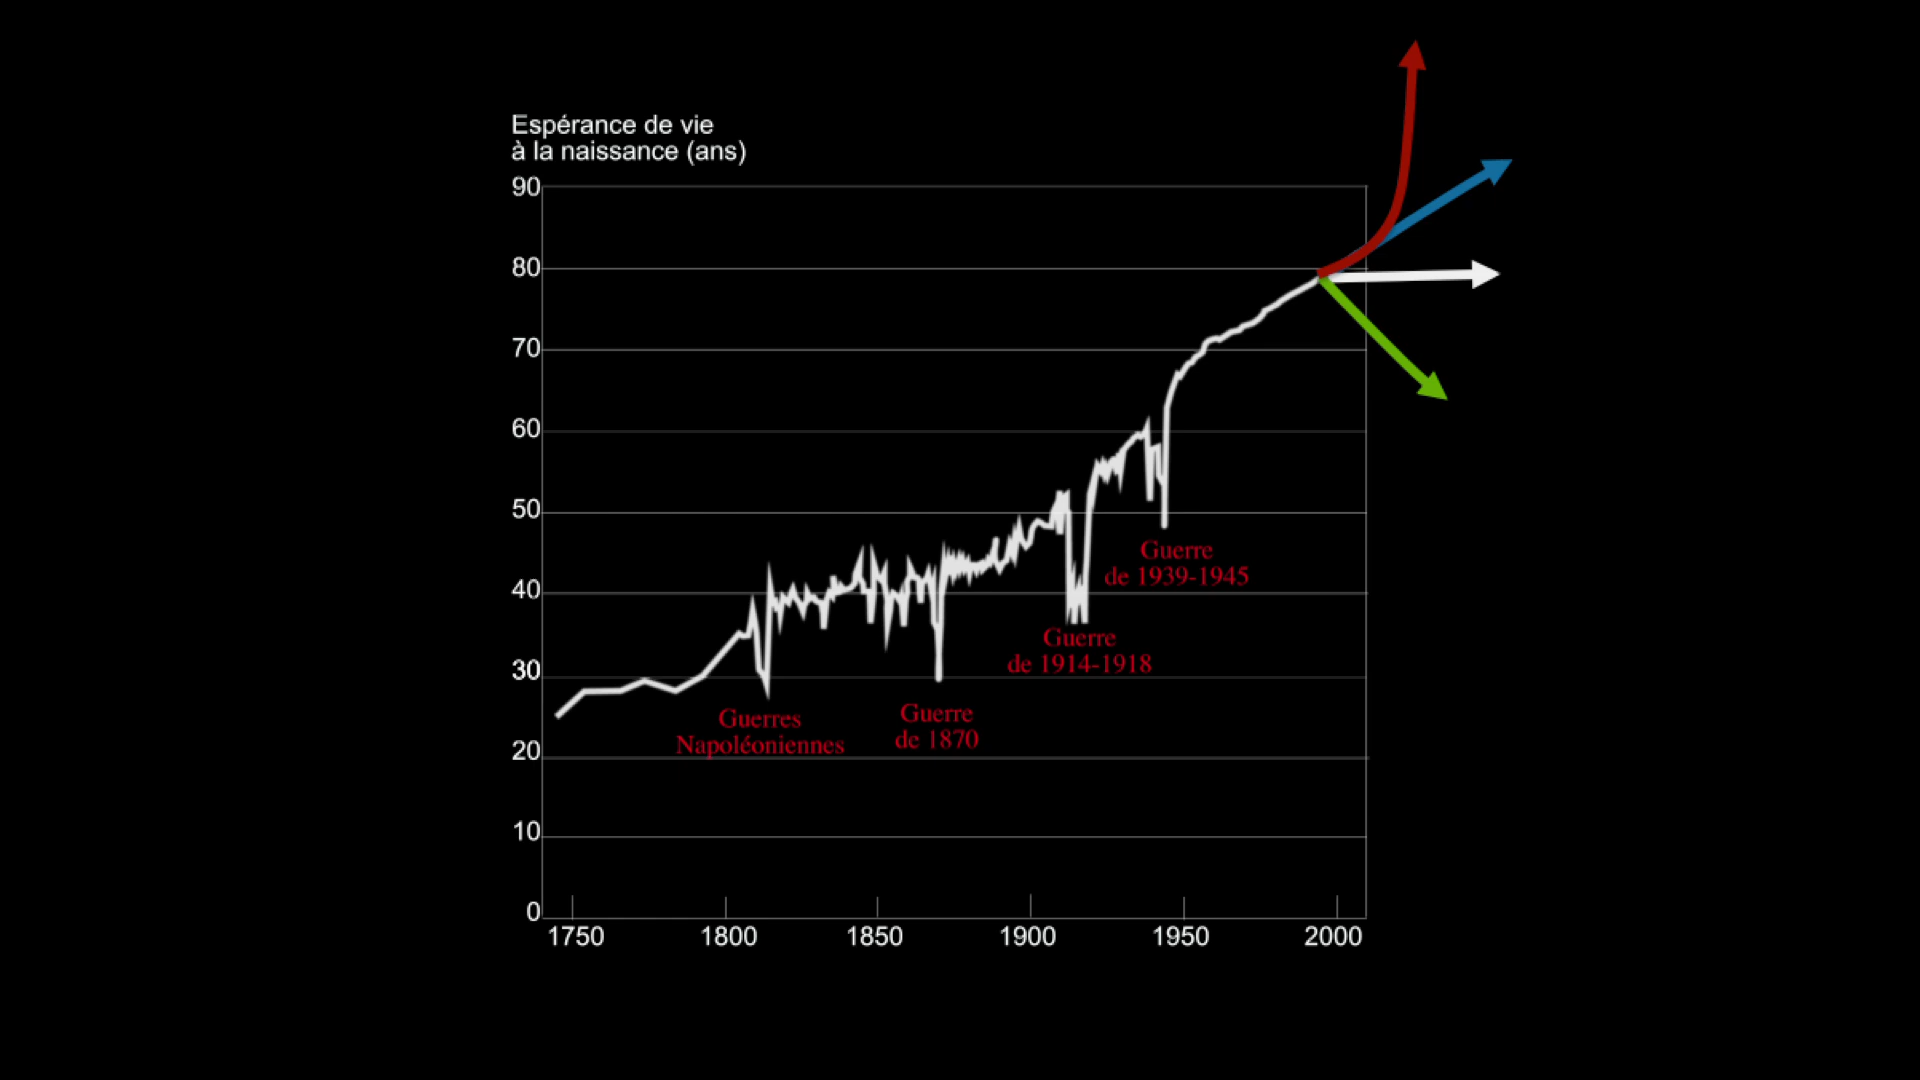 Espérance de vie
à la naissance (ans)
90
80
70
60
50
40
30
20
10
0
Guerre
de 1939-1945
Guerre
de 1914-1918
Guerres
Napoléoniennes
Guerre
de 1870
1750
1800
1850
1900
1950
2000